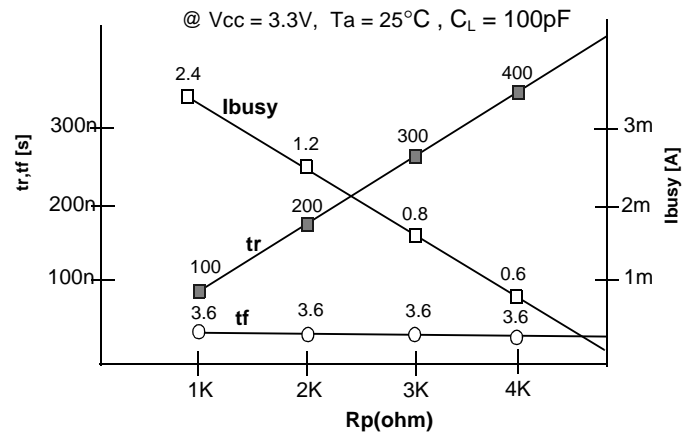 @ Vcc = 3.3V, Ta = 25°C , CL = 100pF
2.4
400
Ibusy
300n
1.2
300
3m
tr,tf [s]
Ibusy [A]
200n
200
0.8
2m
tr
100
100n
0.6
1m
3.6
tf
3.6
3.6
3.6
1K
2K
3K
4K
Rp(ohm)